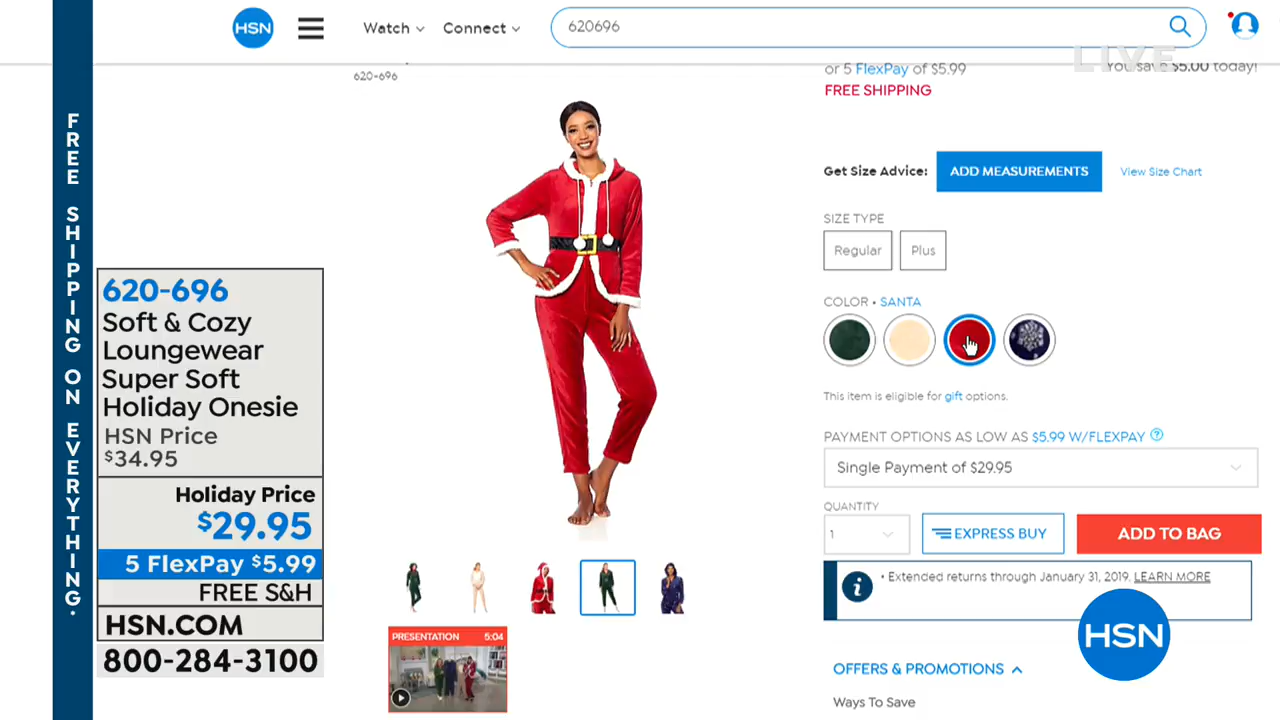 HSN
Watch
Connect
620696
LIVE
620-696
or 5 FlexPay of $5.99
You save $5.00 today!
FREE SHIPPING
Get Size Advice:
ADD MEASUREMENTS
View Size Chart
SIZE TYPE
Regular
Plus
COLOR • SANTA
This item is eligible for gift options.
PAYMENT OPTIONS AS LOW AS $5.99 W/FLEXPAY ?
Single Payment of $29.95
QUANTITY
1
EXPRESS BUY
ADD TO BAG
i
• Extended returns through January 31, 2019. LEARN MORE
HSN
OFFERS & PROMOTIONS
Ways To Save
PRESENTATION 5:04
FREE SHIPPING ON EVERYTHING.
620-696
Soft & Cozy
Loungewear
Super Soft
Holiday Onesie
HSN Price
$34.95
Holiday Price
$29.95
5 FlexPay $5.99
FREE S&H
HSN.COM
800-284-3100